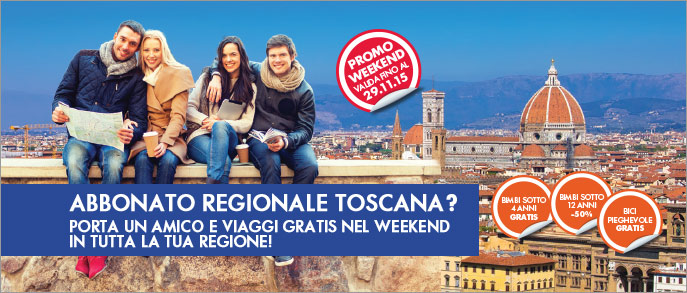 PROMO
WEEKEND
VALIDA FINO AL
29.11.15
ABBONATO REGIONALE TOSCANA?
PORTA UN AMICO E VIAGGI GRATIS NEL WEEKEND
IN TUTTA LA TUA REGIONE!
BIMBI SOTTO
4 ANNI
GRATIS
BIMBI SOTTO
12 ANNI
-50%
BICI
PIEGHEVOLE
GRATIS